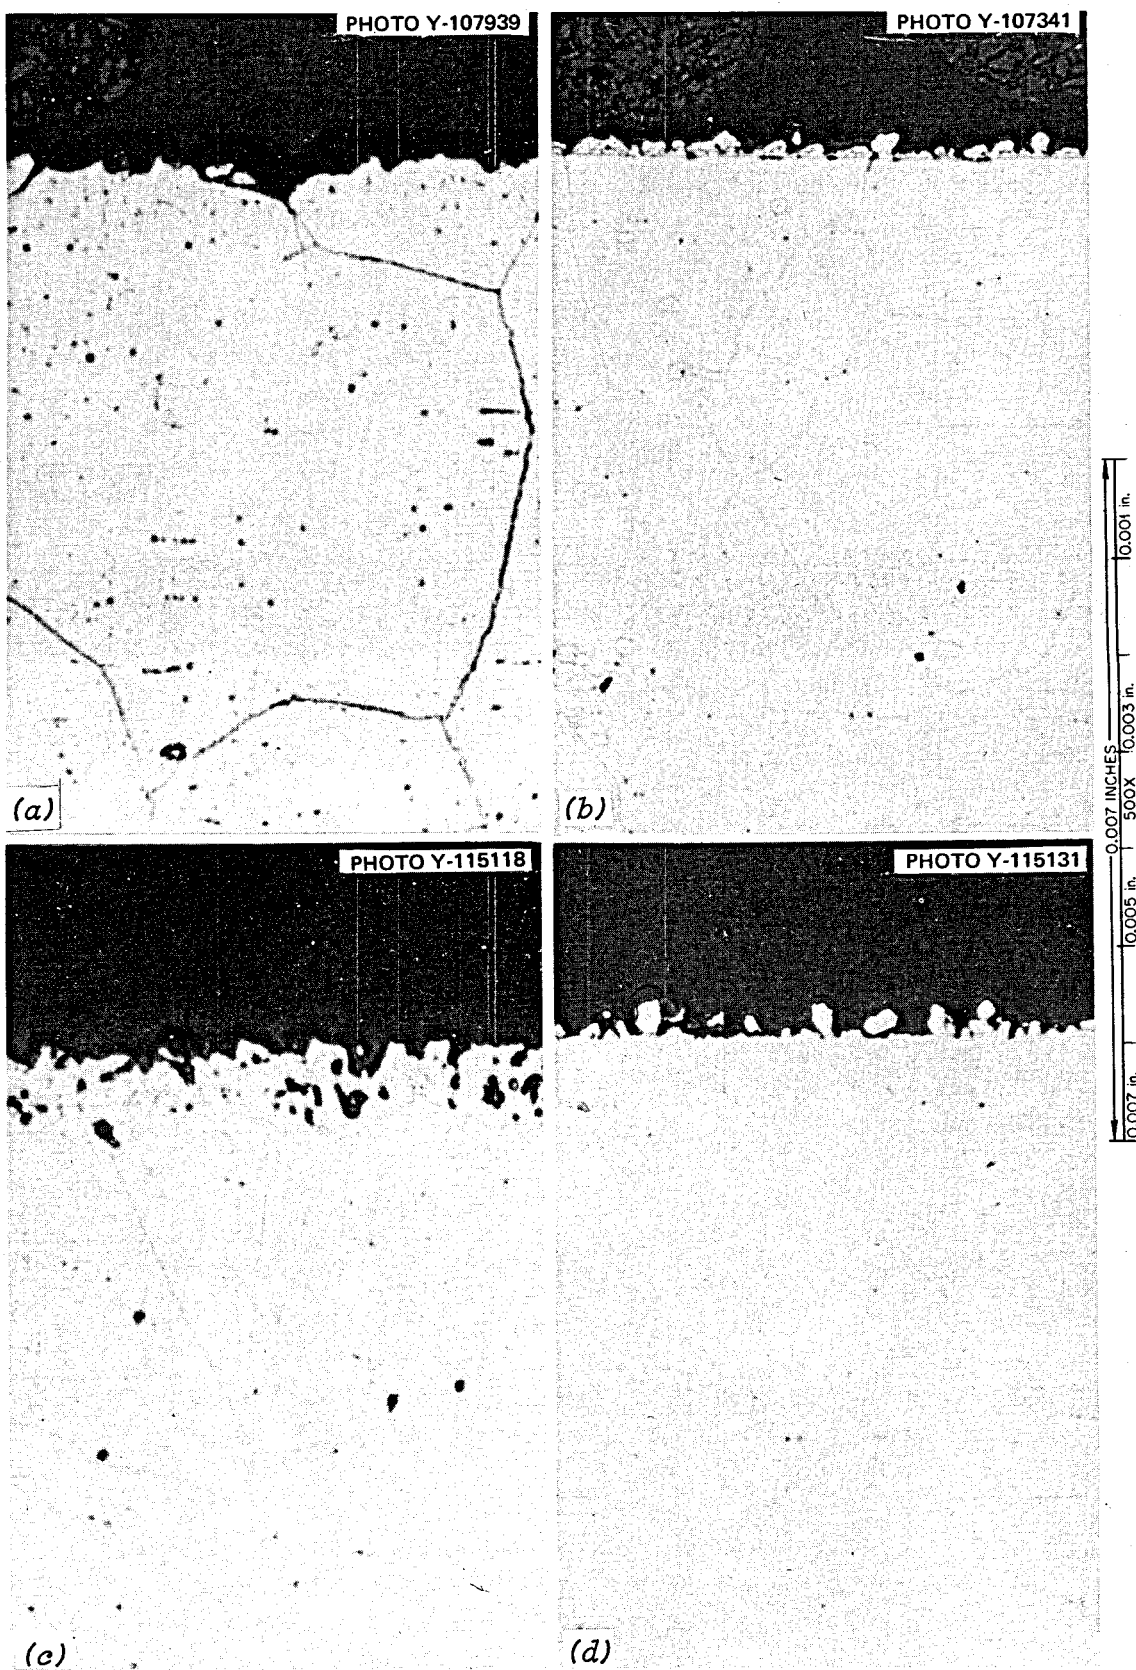 PHOTO Y-107939
PHOTO Y-107341
(a)
(b)
PHOTO Y-115118
PHOTO Y-115131
(c)
(d)
0.007 INCHES
500X
0.001 in.
0.003 in.
0.005 in.
0.007 in.